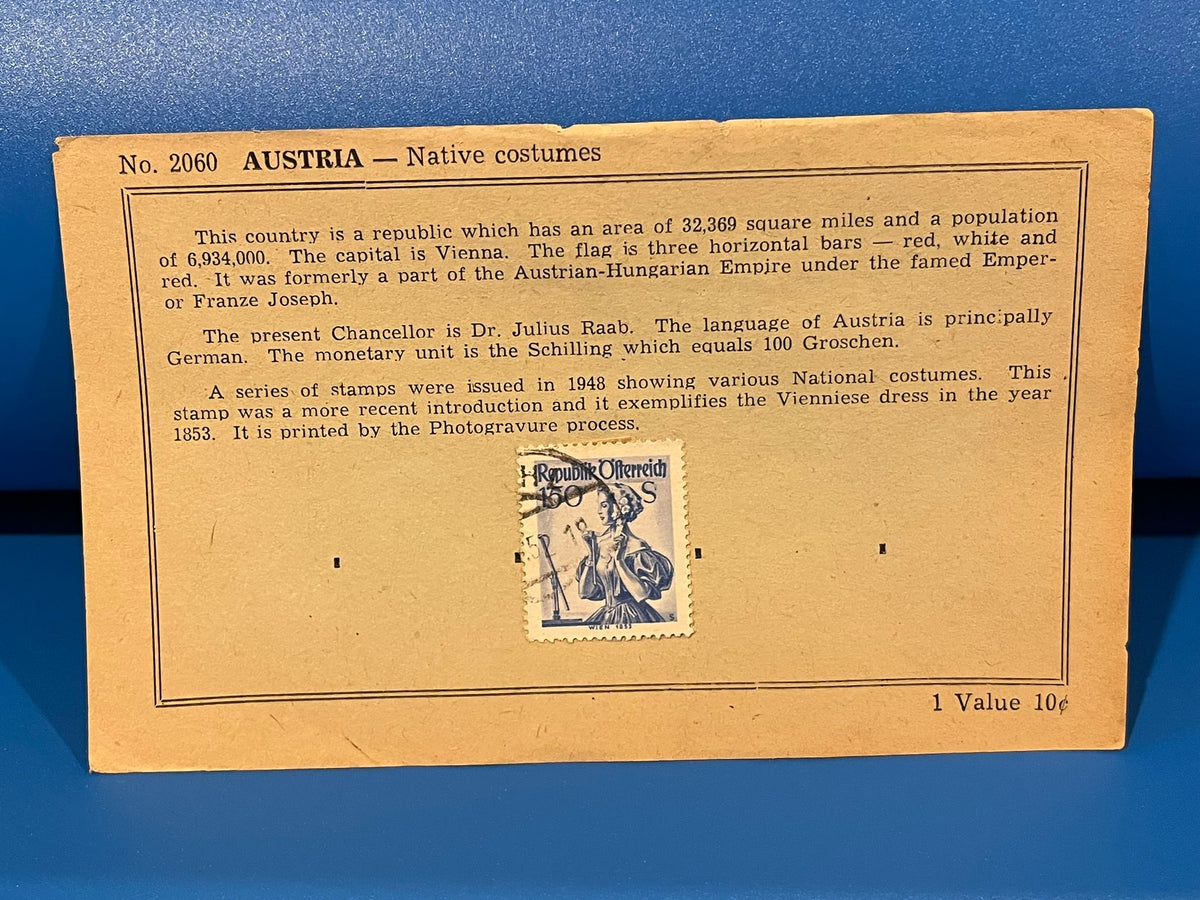 No. 2060 AUSTRIA — Native costumes
This country is a republic which has an area of 32,369 square miles and a population
of 6,934,000. The capital is Vienna. The flag is three horizontal bars — red, white and
red. It was formerly a part of the Austrian-Hungarian Empire under the famed Emper-
or Franze Joseph.
The present Chancellor is Dr. Julius Raab. The language of Austria is principally
German. The monetary unit is the Schilling which equals 100 Groschen.
A series of stamps were issued in 1948 showing various National costumes. This
stamp was a more recent introduction and it exemplifies the Vienniese dress in the year
1853. It is printed by the Photogravure process.
Republik Österreich
150 S
WIEN 1853
1 Value 10¢